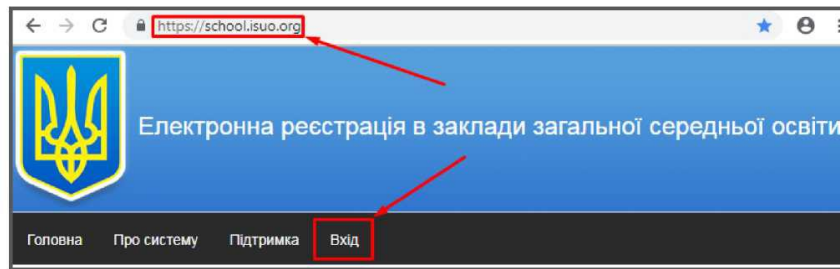 https://school.isuo.org
Електронна реєстрація в заклади загальної середньої освіти
Головна Про систему Підтримка Вхід